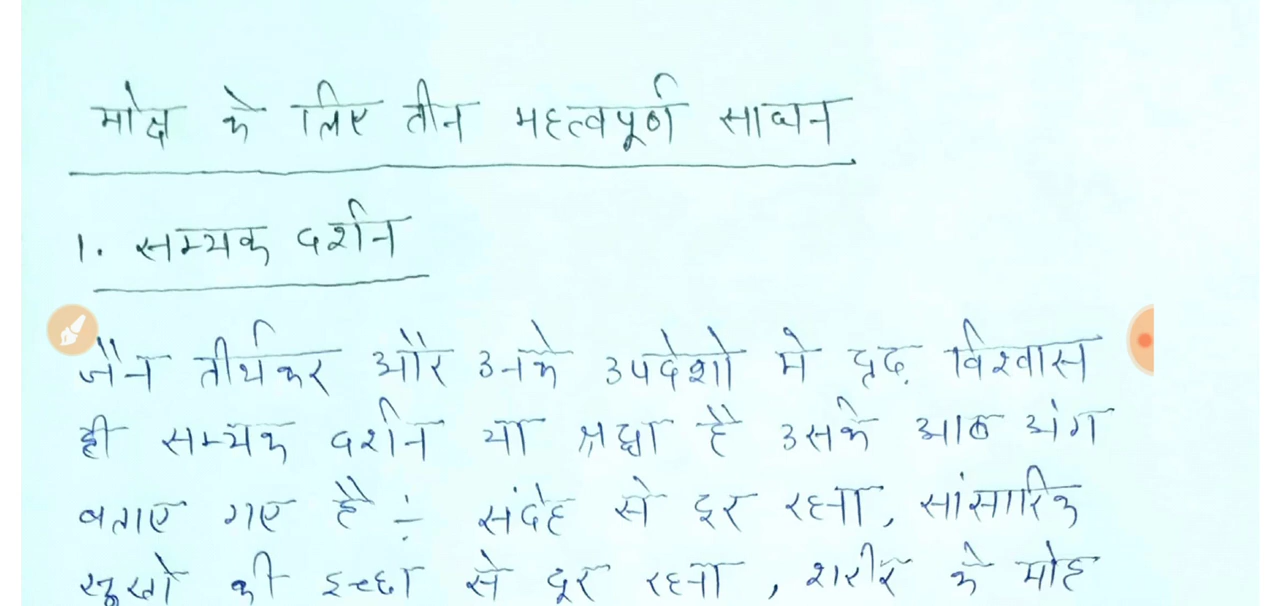 मोक्ष के लिए तीन महत्वपूर्ण साधन
1. सम्यक दर्शन
जैन तीर्थकर और उनके उपदेशो मे दृढ़ विश्वास
ही सम्यक दर्शन या श्रद्धा है उसके आठ अंग
बताए गए है ÷ संदेह से दूर रहना, सांसारिक
सुखो की इच्छा से दूर रहना, शरीर के मोह